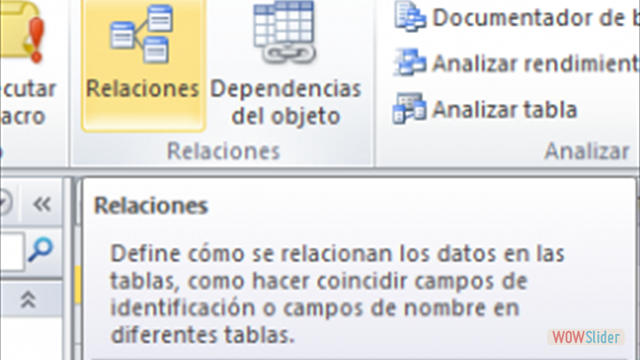 ecutar
acro
Relaciones
Dependencias
del objeto
Relaciones
Documentador de b
Analizar rendimient
Analizar tabla
Analizar
Relaciones
Define cómo se relacionan los datos en las
tablas, como hacer coincidir campos de
identificación o campos de nombre en
diferentes tablas.
WOWSlider